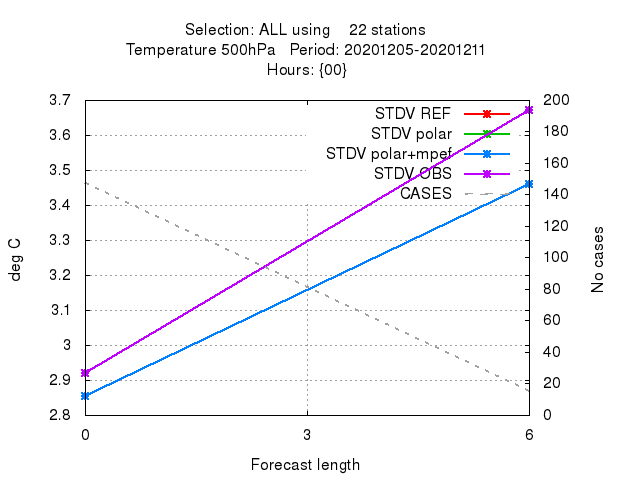 Selection: ALL using    22 stations
Temperature 500hPa   Period: 20201205-20201211
Hours: {00}
3.7
3.6
3.5
3.4
3.3
3.2
3.1
3
2.9
2.8
deg C
STDV REF
STDV polar
STDV polar+mpef
STDV OBS
CASES
200
180
160
140
120
100
80
60
40
20
0
No cases
0
3
6
Forecast length